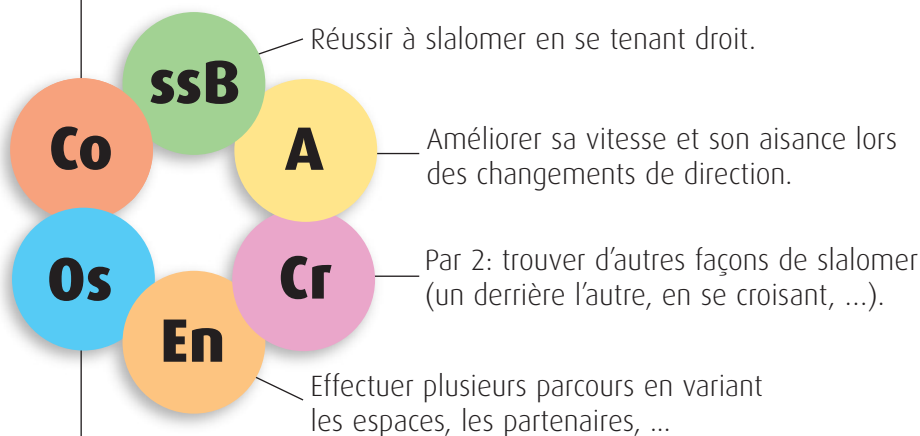 ssB
Réussir à slalomer en se tenant droit.
Co
A
Améliorer sa vitesse et son aisance lors
des changements de direction.
Os
Cr
Par 2: trouver d'autres façons de slalomer
(un derrière l'autre, en se croisant, ...).
En
Effectuer plusieurs parcours en variant
les espaces, les partenaires, ...